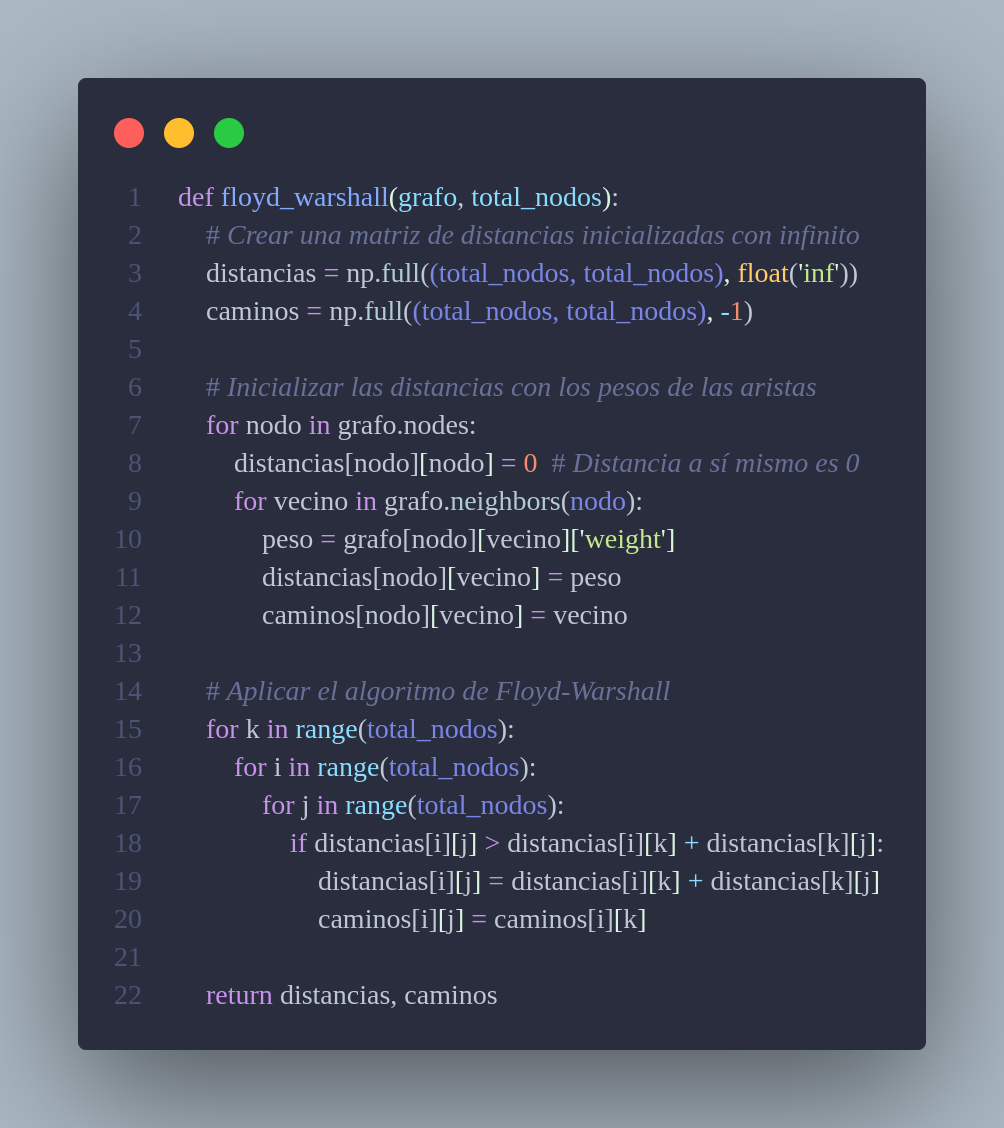 1 def floyd_warshall(grafo, total_nodos):
2     # Crear una matriz de distancias inicializadas con infinito
3     distancias = np.full((total_nodos, total_nodos), float('inf'))
4     caminos = np.full((total_nodos, total_nodos), -1)
5
6     # Inicializar las distancias con los pesos de las aristas
7     for nodo in grafo.nodes:
8         distancias[nodo][nodo] = 0  # Distancia a sí mismo es 0
9         for vecino in grafo.neighbors(nodo):
10             peso = grafo[nodo][vecino]['weight']
11             distancias[nodo][vecino] = peso
12             caminos[nodo][vecino] = vecino
13
14     # Aplicar el algoritmo de Floyd-Warshall
15     for k in range(total_nodos):
16         for i in range(total_nodos):
17             for j in range(total_nodos):
18                 if distancias[i][j] > distancias[i][k] + distancias[k][j]:
19                     distancias[i][j] = distancias[i][k] + distancias[k][j]
20                     caminos[i][j] = caminos[i][k]
21
22     return distancias, caminos